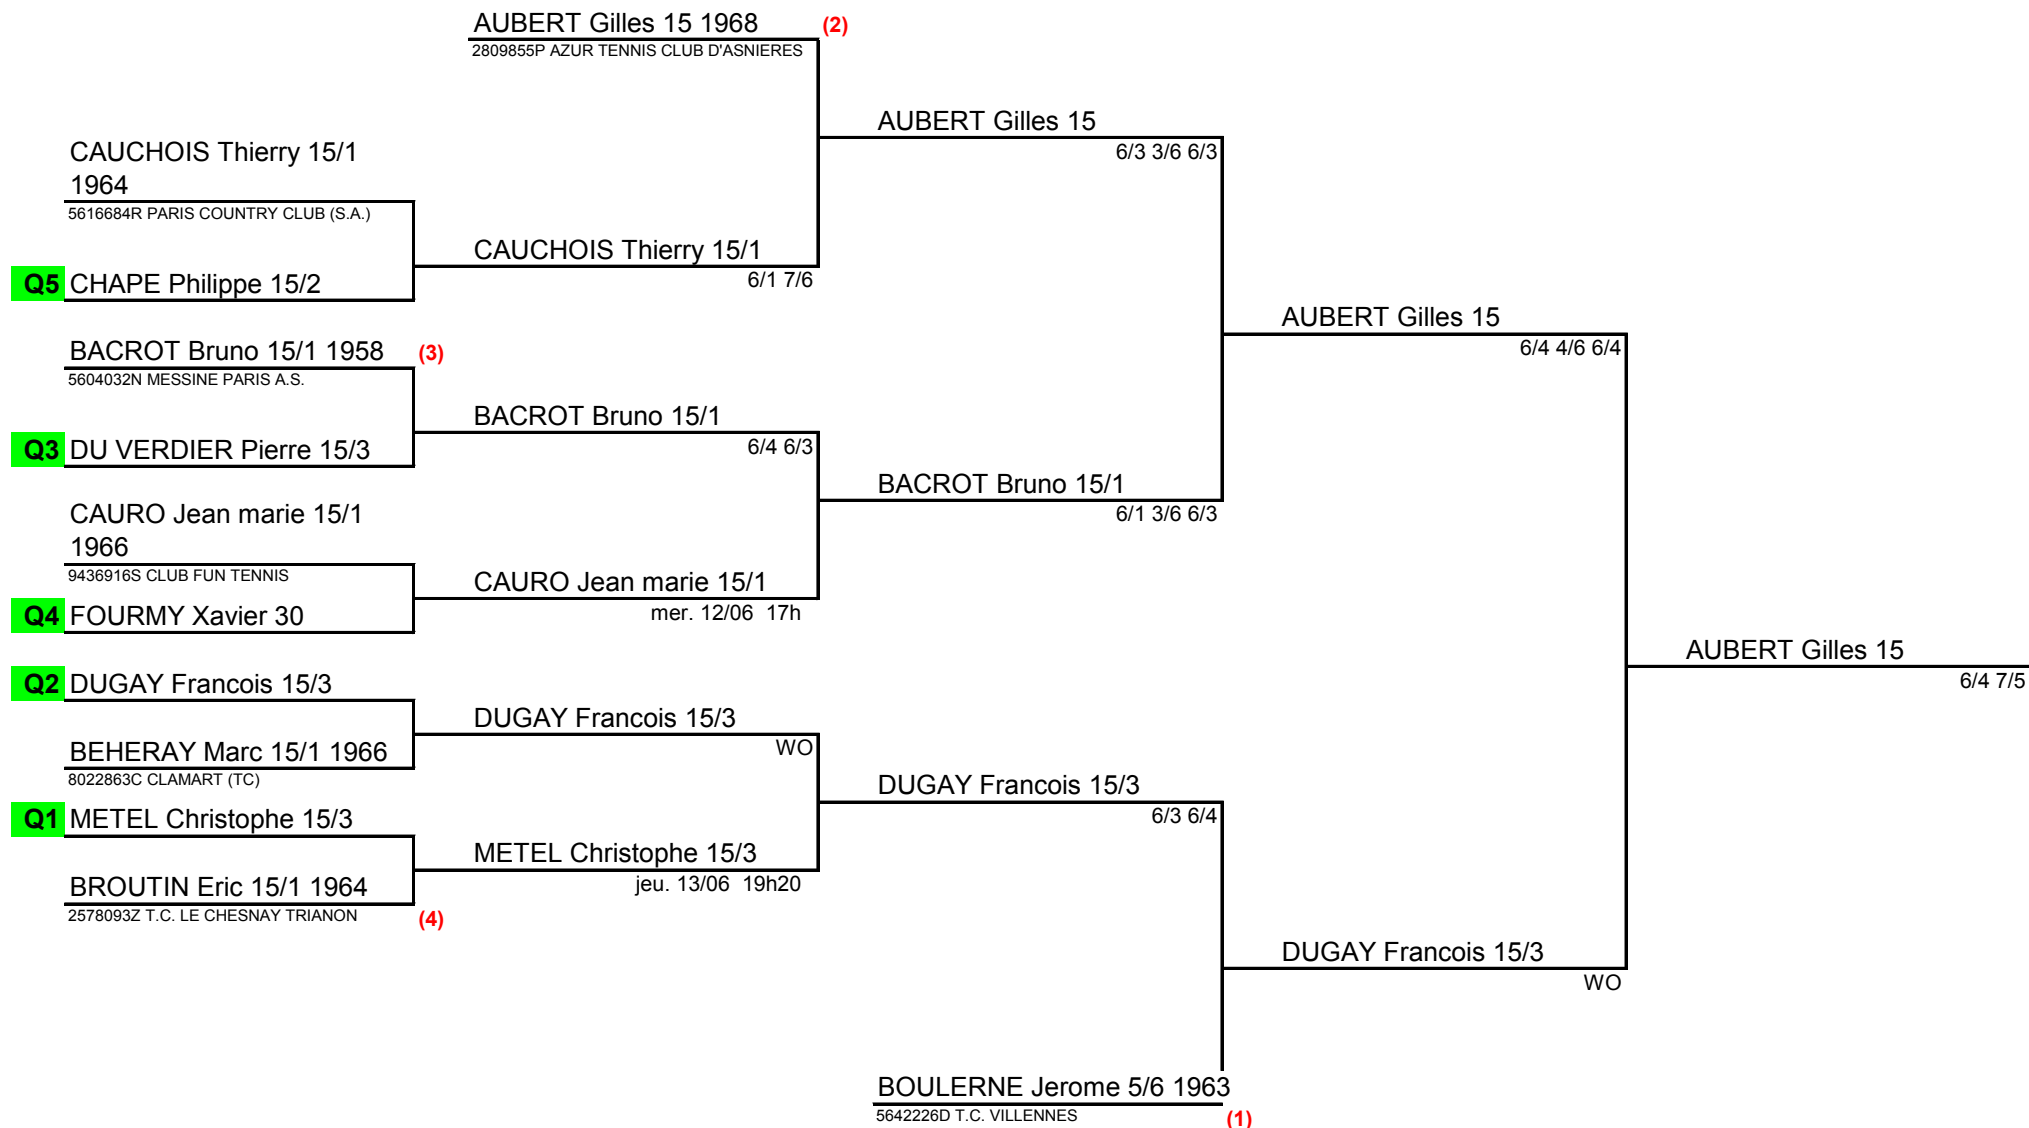 AUBERT Gilles 15 1968 (2)
2809855P AZUR TENNIS CLUB D'ASNIERES
AUBERT Gilles 15
6/3 3/6 6/3
CAUCHOIS Thierry 15/1
1964
5616684R PARIS COUNTRY CLUB (S.A.)
CAUCHOIS Thierry 15/1
6/1 7/6
Q5 CHAPE Philippe 15/2
AUBERT Gilles 15
6/4 4/6 6/4
BACROT Bruno 15/1 1958 (3)
5604032N MESSINE PARIS A.S.
BACROT Bruno 15/1
6/4 6/3
Q3 DU VERDIER Pierre 15/3
BACROT Bruno 15/1
6/1 3/6 6/3
CAURO Jean marie 15/1
1966
9436916S CLUB FUN TENNIS
CAURO Jean marie 15/1
mer. 12/06 17h
Q4 FOURMY Xavier 30
AUBERT Gilles 15
6/4 7/5
Q2 DUGAY Francois 15/3
DUGAY Francois 15/3
WO
BEHERAY Marc 15/1 1966
8022863C CLAMART (TC)
DUGAY Francois 15/3
6/3 6/4
Q1 METEL Christophe 15/3
METEL Christophe 15/3
jeu. 13/06 19h20
BROUTIN Eric 15/1 1964
2578093Z T.C. LE CHESNAY TRIANON (4)
DUGAY Francois 15/3
WO
BOULERNE Jerome 5/6 1963
5642226D T.C. VILLENNES (1)